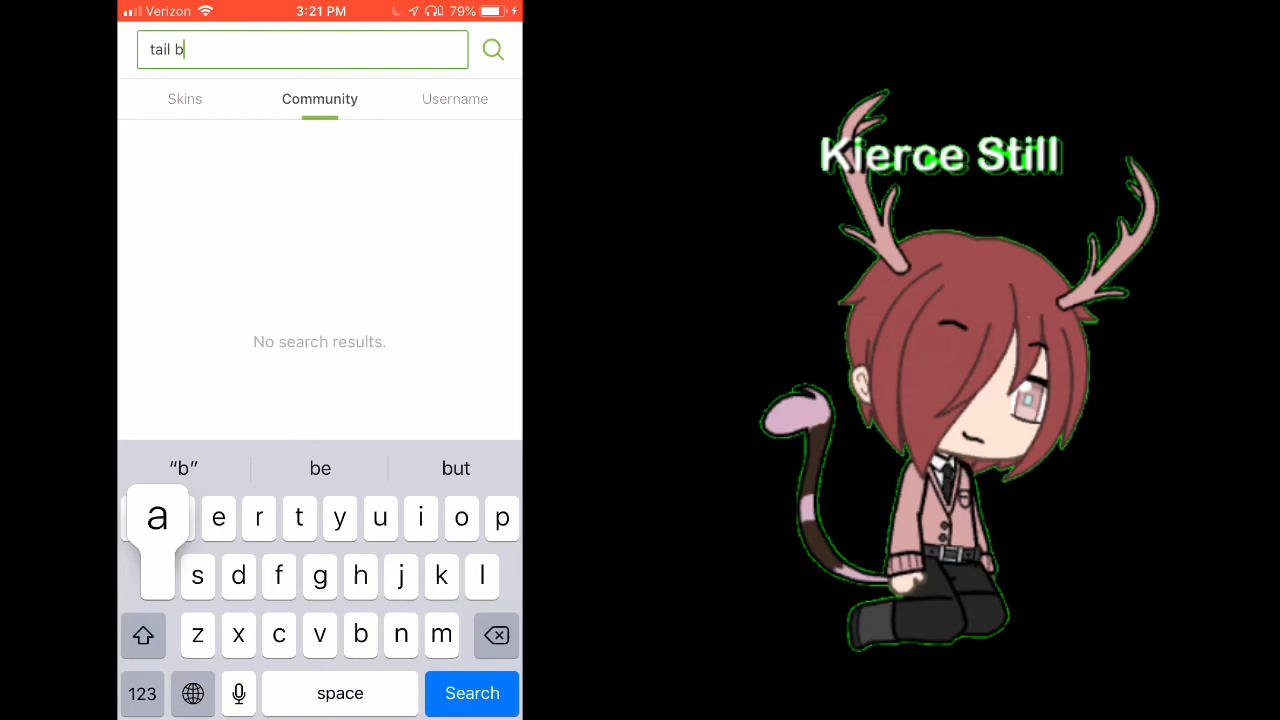 Verizon 3:21 PM 79%
tail b
Skins Community Username
No search results.
“b” be but
a e r t y u i o p
s d f g h j k l
z x c v b n m
123 space Search
Kierce Still